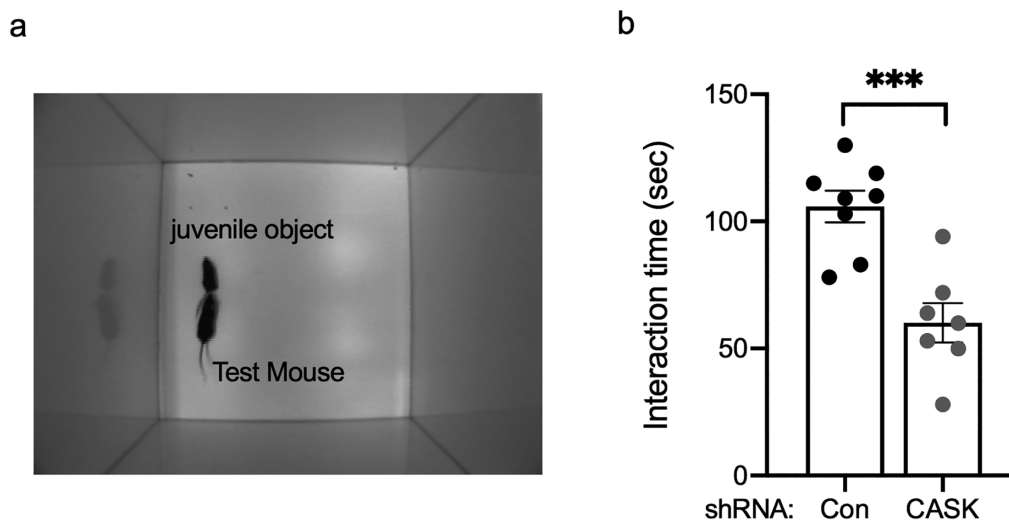 a
juvenile object
Test Mouse
b
***
Interaction time (sec)
150
100
50
0
shRNA: Con CASK